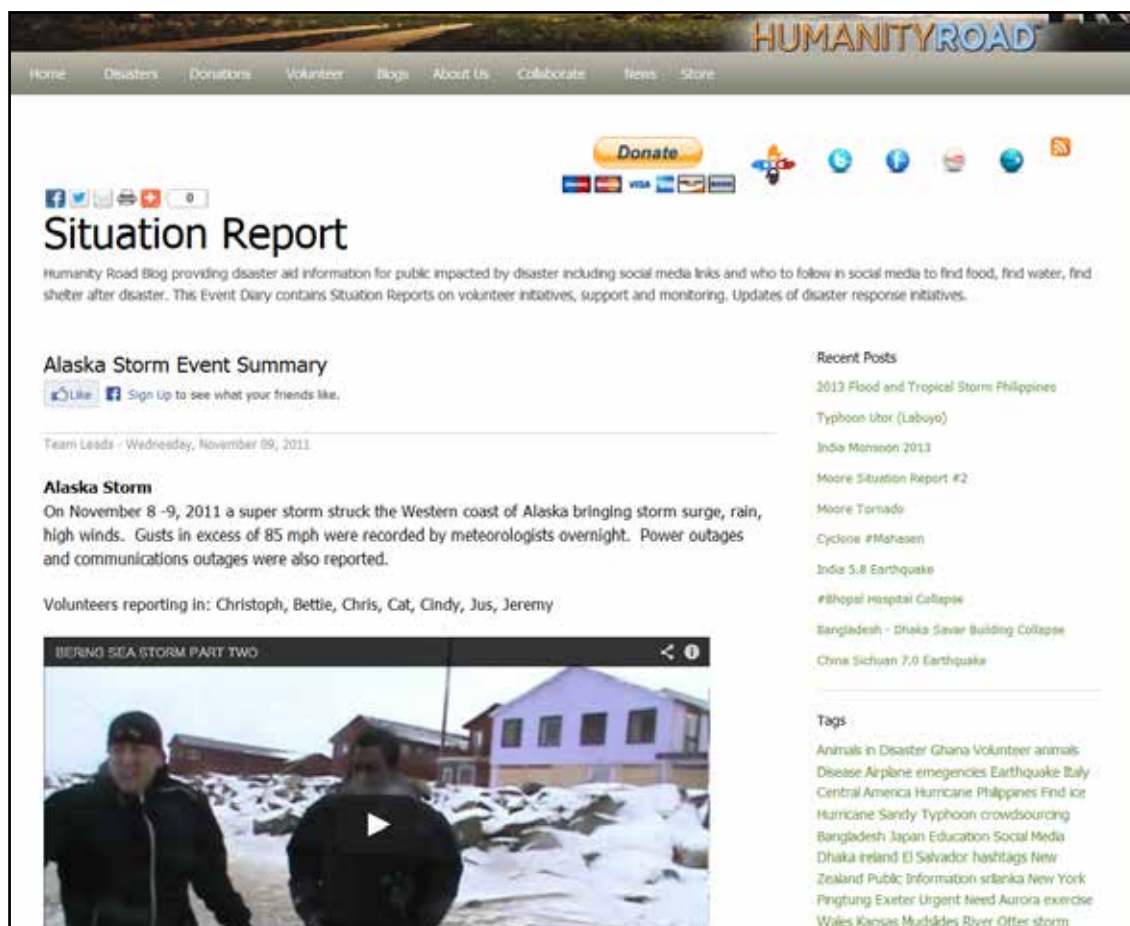 HUMANITYROAD
Home Disasters Donations Volunteer Blogs About Us Collaborate News Store
Donate
VISA
0
Situation Report
Humanity Road Blog providing disaster aid information for public impacted by disaster including social media links and who to follow in social media to find food, find water, find
shelter after disaster. This Event Diary contains Situation Reports on volunteer initiatives, support and monitoring. Updates of disaster response initiatives.
Alaska Storm Event Summary
Like Sign Up to see what your friends like.
Team Leads - Wednesday, November 09, 2011
Alaska Storm
On November 8 -9, 2011 a super storm struck the Western coast of Alaska bringing storm surge, rain,
high winds.  Gusts in excess of 85 mph were recorded by meteorologists overnight.  Power outages
and communications outages were also reported.
Volunteers reporting in: Christoph, Bettie, Chris, Cat, Cindy, Jus, Jeremy
BERING SEA STORM PART TWO
Recent Posts
2013 Flood and Tropical Storm Philippines
Typhoon Utor (Labuyo)
India Monsoon 2013
Moore Situation Report #2
Moore Tornado
Cyclone #Mahasen
India 5.8 Earthquake
#Bhopal Hospital Collapse
Bangladesh - Dhaka Savar Building Collapse
China Sichuan 7.0 Earthquake
Tags
Animals in Disaster Ghana Volunteer animals
Disease Airplane emegencies Earthquake Italy
Central America Hurricane Philippines Find ice
Hurricane Sandy Typhoon crowdsourcing
Bangladesh Japan Education Social Media
Dhaka ireland El Salvador hashtags New
Zealand Public Information srilanka New York
Pingtung Exeter Urgent Need Aurora exercise
Wales Kansas Mudslides River Otter storm